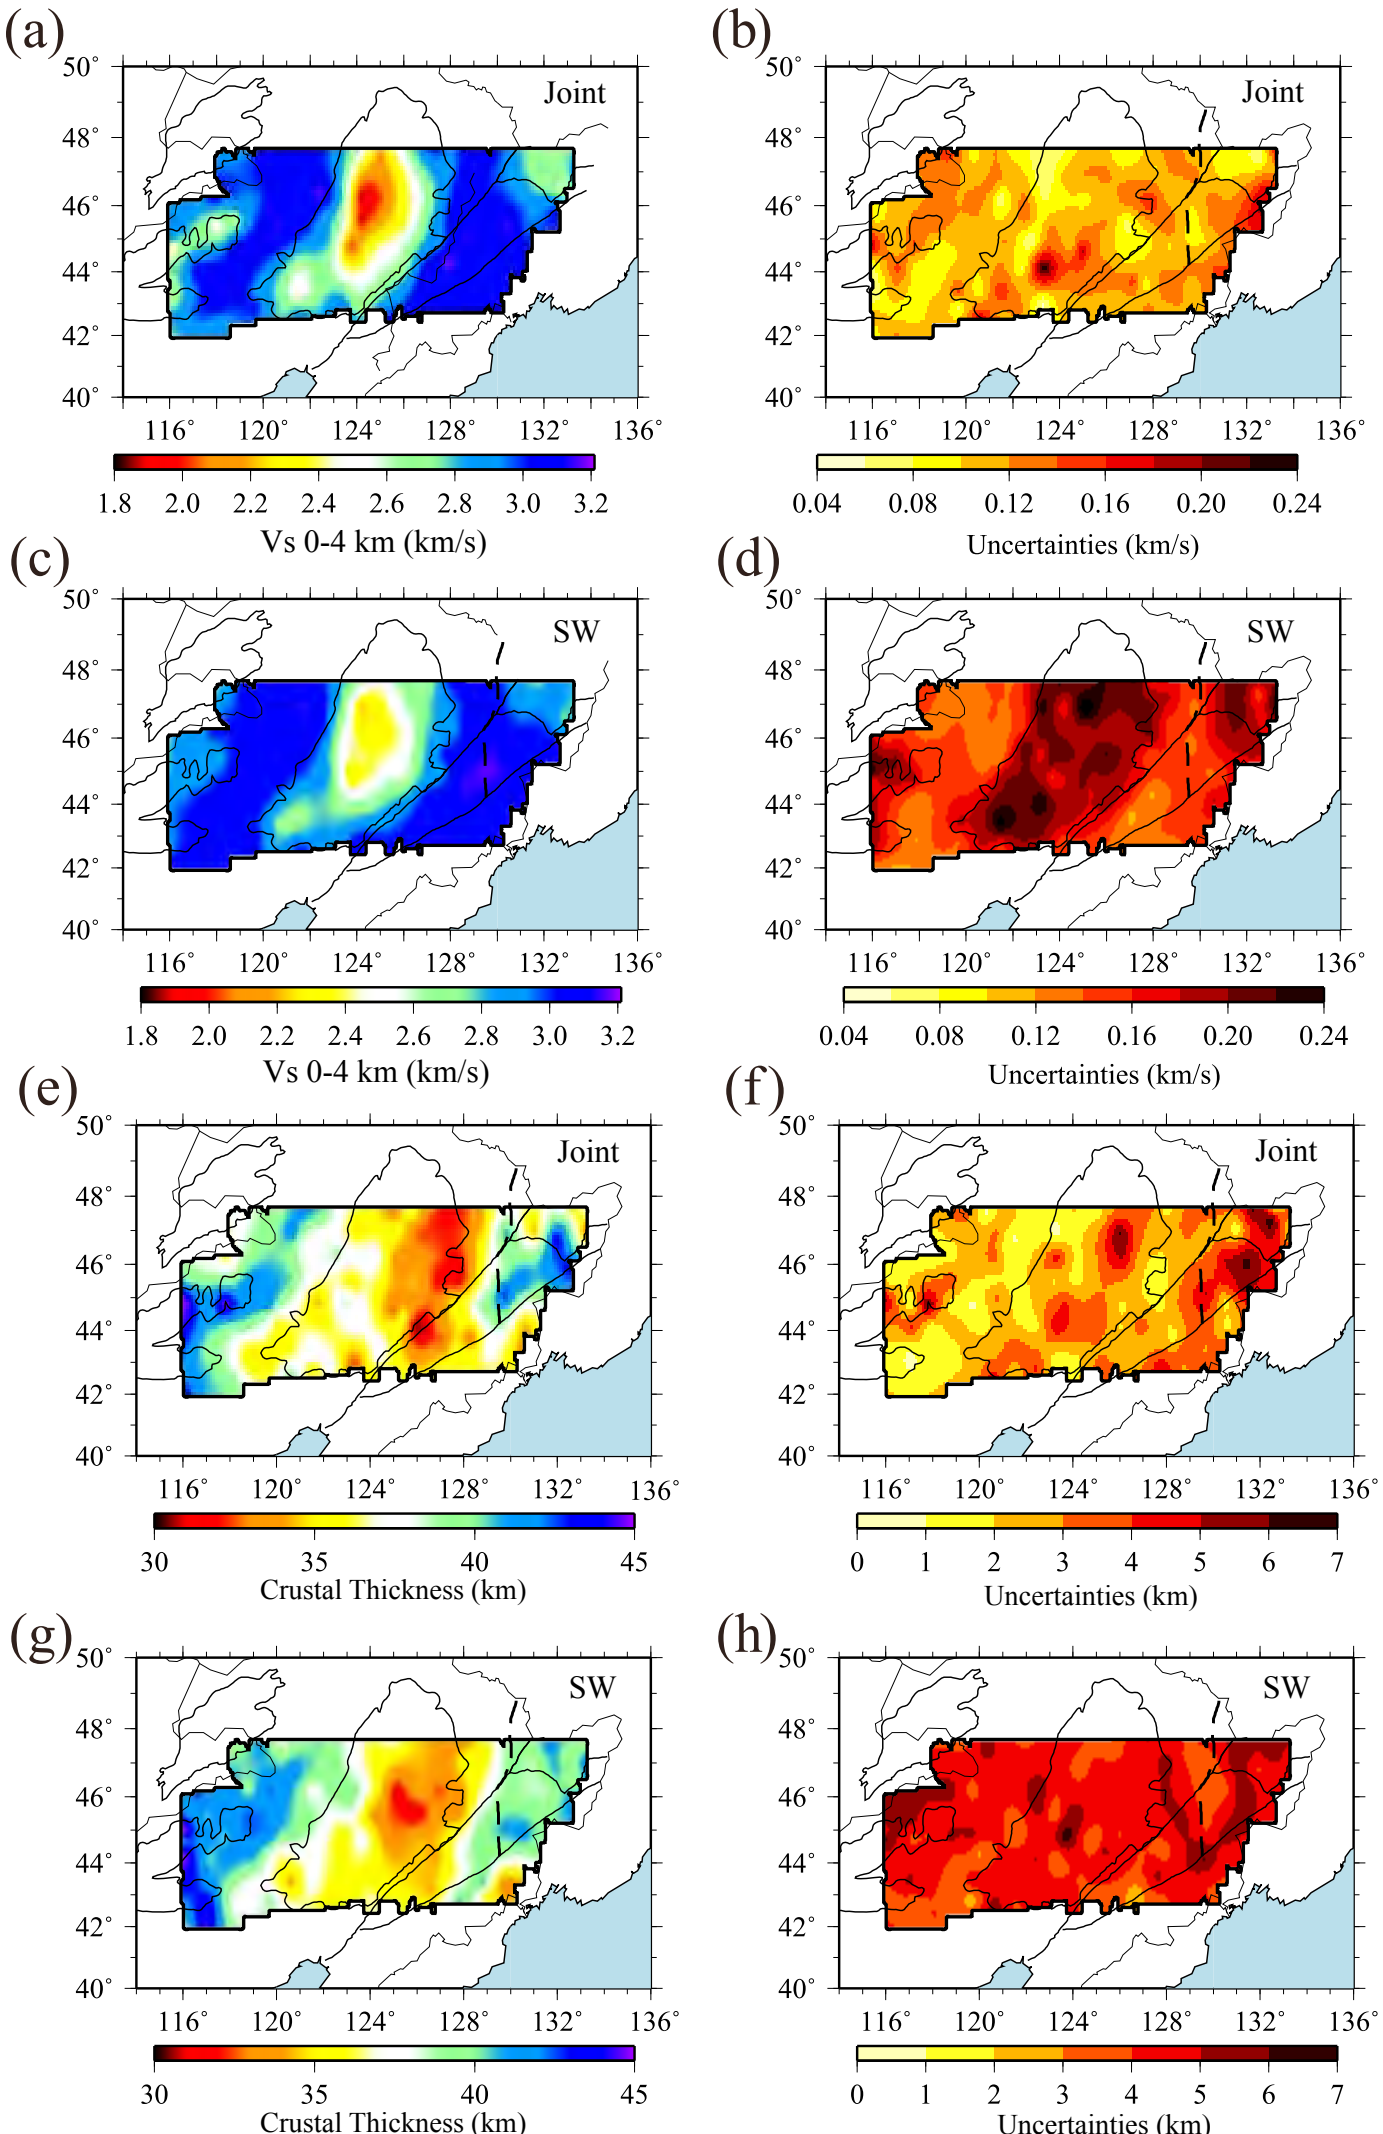 (a) (b)
50° Joint 50° Joint
48° 48°
46° 46°
44° 44°
42° 42°
40° 40°
116° 120° 124° 128° 132° 136° 116° 120° 124° 128° 132° 136°
1.8 2.0 2.2 2.4 2.6 2.8 3.0 3.2 0.04 0.08 0.12 0.16 0.20 0.24
Vs 0-4 km (km/s) Uncertainties (km/s)
(c) (d)
50° SW 50° SW
48° 48°
46° 46°
44° 44°
42° 42°
40° 40°
116° 120° 124° 128° 132° 136° 116° 120° 124° 128° 132° 136°
1.8 2.0 2.2 2.4 2.6 2.8 3.0 3.2 0.04 0.08 0.12 0.16 0.20 0.24
Vs 0-4 km (km/s) Uncertainties (km/s)
(e) (f)
50° Joint 50° Joint
48° 48°
46° 46°
44° 44°
42° 42°
40° 40°
116° 120° 124° 128° 132° 136° 116° 120° 124° 128° 132° 136°
30 35 40 45 0 1 2 3 4 5 6 7
Crustal Thickness (km) Uncertainties (km)
(g) (h)
50° SW 50° SW
48° 48°
46° 46°
44° 44°
42° 42°
40° 40°
116° 120° 124° 128° 132° 136° 116° 120° 124° 128° 132° 136°
30 35 40 45 0 1 2 3 4 5 6 7
Crustal Thickness (km) Uncertainties (km)